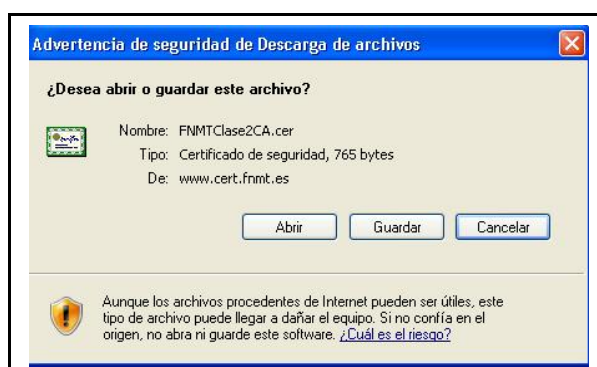 Advertencia de seguridad de Descarga de archivos
¿Desea abrir o guardar este archivo?
Nombre: FNMTClase2CA.cer
Tipo: Certificado de seguridad, 765 bytes
De: www.cert.fnmt.es
Abrir Guardar Cancelar
Aunque los archivos procedentes de Internet pueden ser útiles, este
tipo de archivo puede llegar a dañar el equipo. Si no confía en el
origen, no abra ni guarde este software. ¿Cuál es el riesgo?